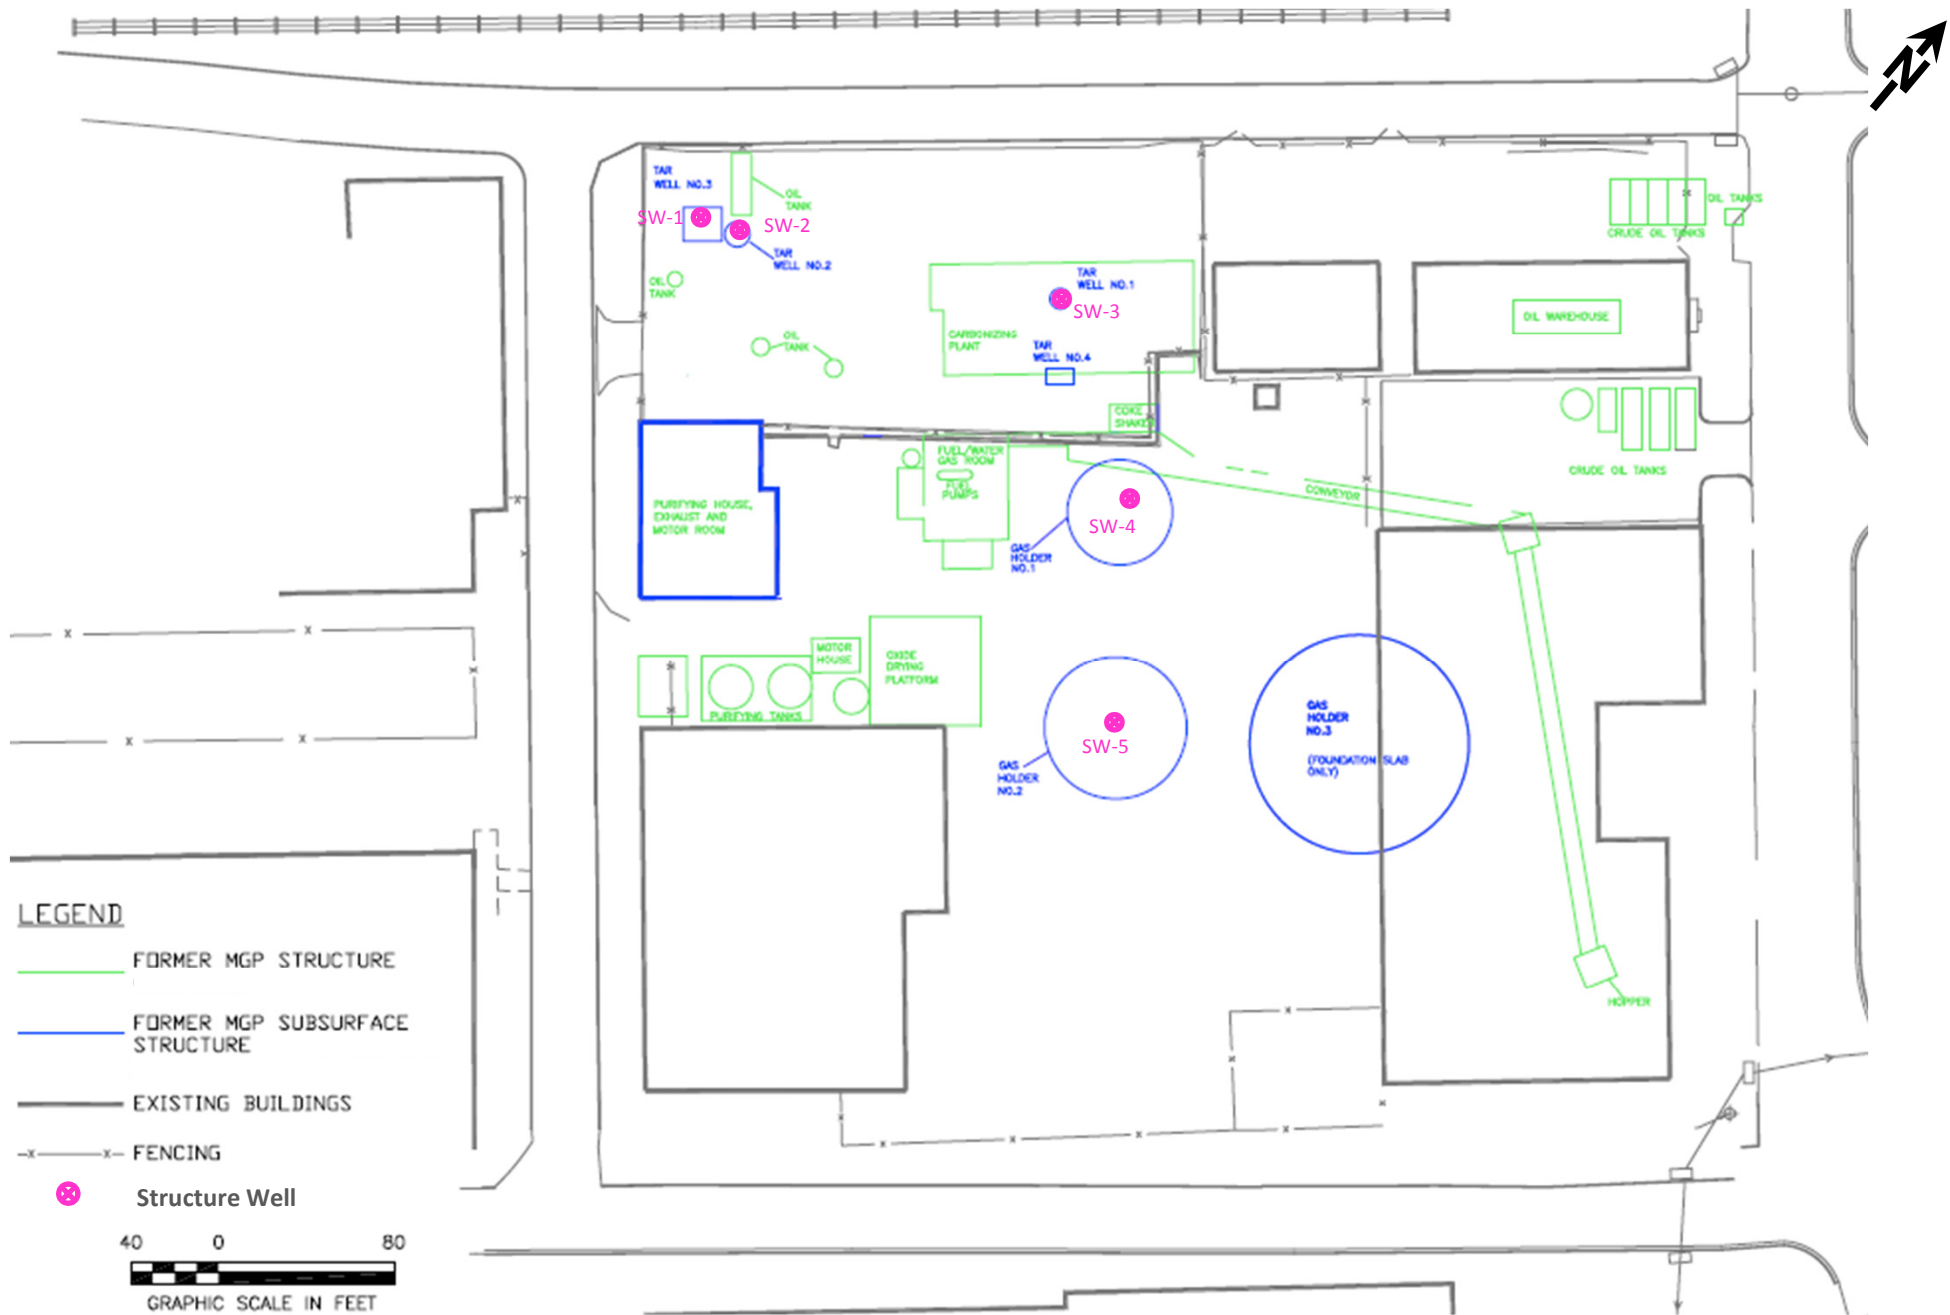 N
TAR
WELL NO.3
OIL
TANK
SW-1
SW-2
TAR
WELL NO.2
OIL
TANK
OIL
TANK
TAR
WELL NO.1
SW-3
CARBONIZING
PLANT
TAR
WELL NO.4
COKE
SHAKER
OIL TANKS
CRUDE OIL TANKS
OIL WAREHOUSE
CRUDE OIL TANKS
FUEL/WATER
GAS ROOM
FUEL
PUMPS
PURIFYING HOUSE,
EXHAUST AND
MOTOR ROOM
CONVEYOR
SW-4
GAS
HOLDER
NO.1
MOTOR
HOUSE
OXIDE
DRYING
PLATFORM
PURIFYING TANKS
SW-5
GAS
HOLDER
NO.2
GAS
HOLDER
NO.3
(FOUNDATION SLAB
ONLY)
HOPPER
LEGEND
FORMER MGP STRUCTURE
FORMER MGP SUBSURFACE
STRUCTURE
EXISTING BUILDINGS
-x- -x- FENCING
Structure Well
40 0 80
GRAPHIC SCALE IN FEET